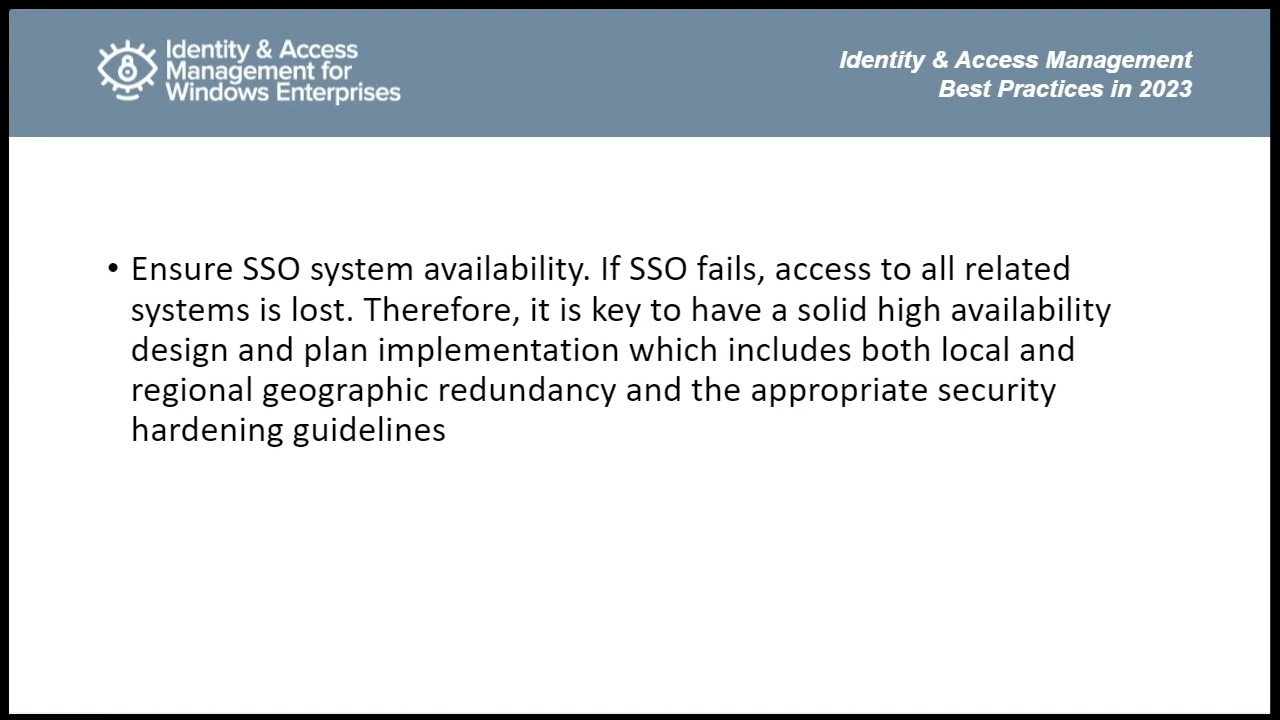 Identity & Access
Management for
Windows Enterprises
Identity & Access Management
Best Practices in 2023
• Ensure SSO system availability. If SSO fails, access to all related
systems is lost. Therefore, it is key to have a solid high availability
design and plan implementation which includes both local and
regional geographic redundancy and the appropriate security
hardening guidelines